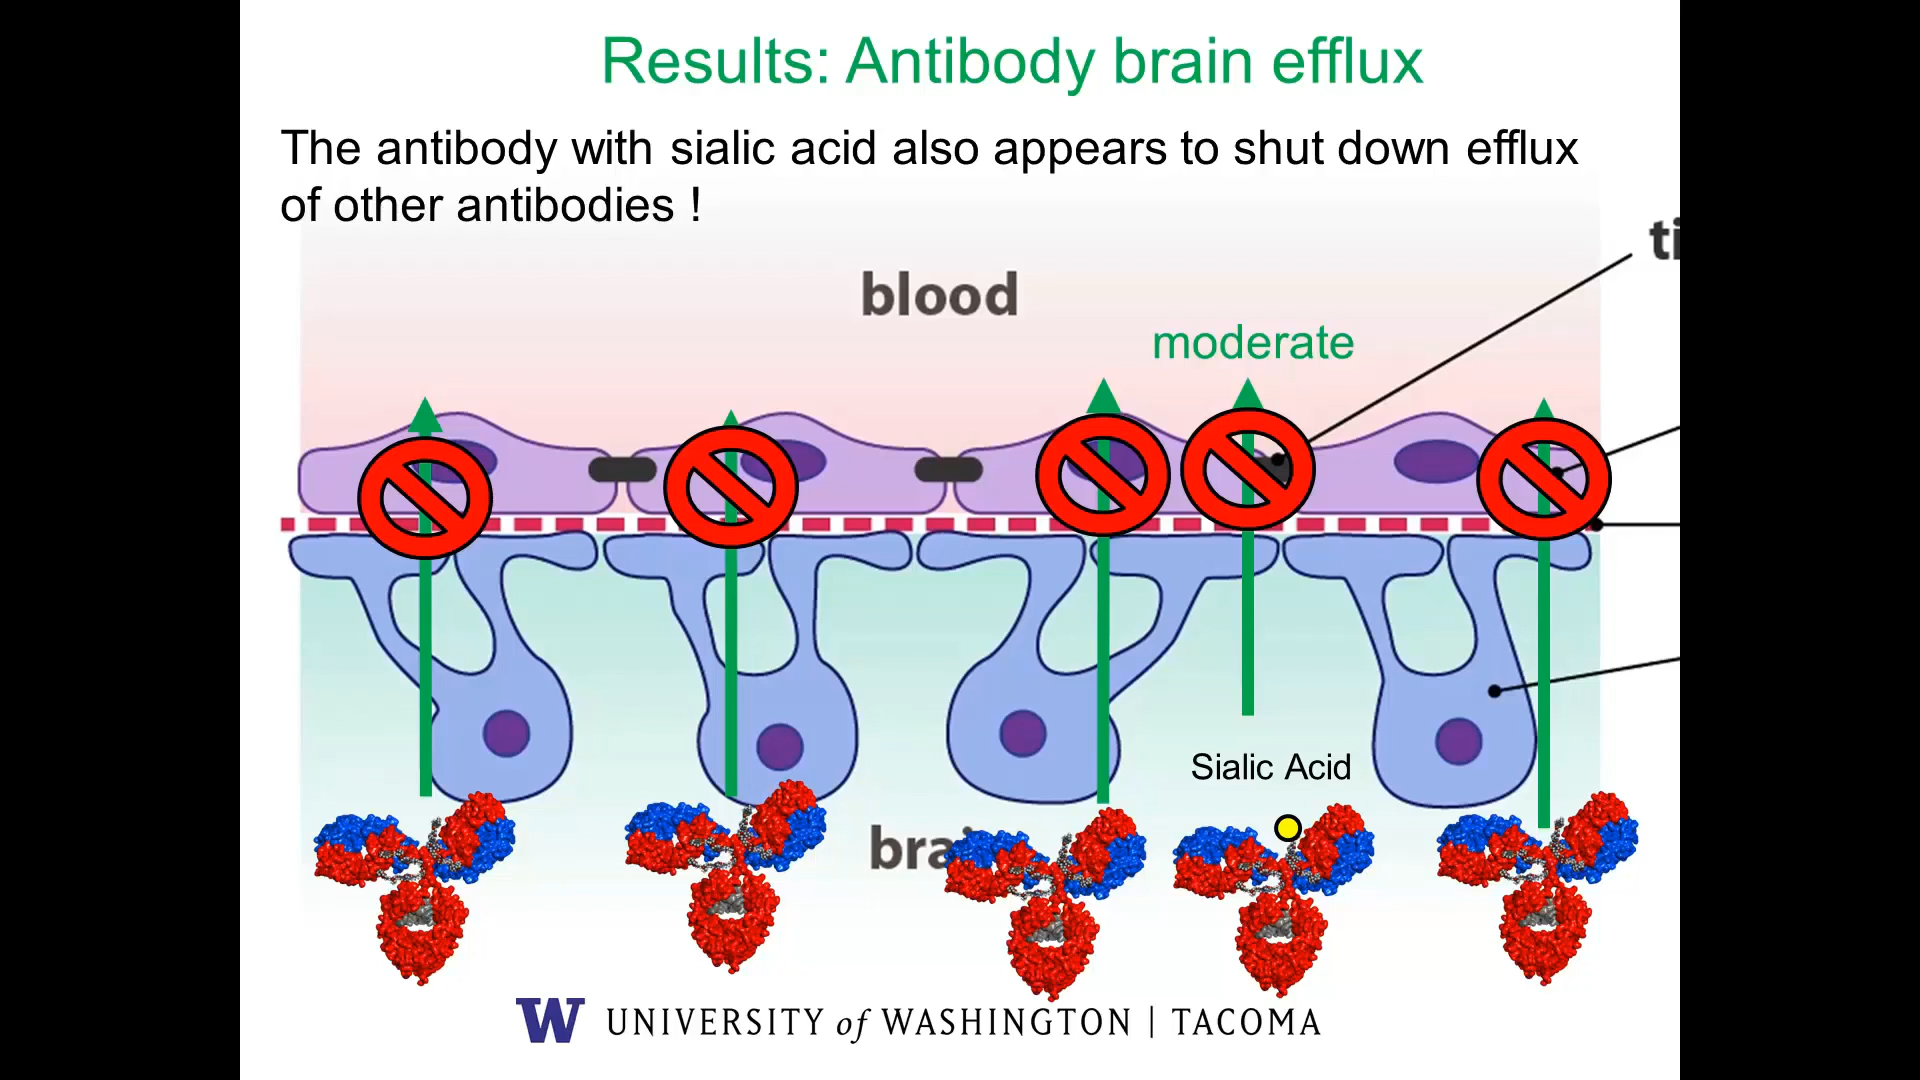 Results: Antibody brain efflux
The antibody with sialic acid also appears to shut down efflux
of other antibodies !
blood
moderate
Sialic Acid
W UNIVERSITY of WASHINGTON | TACOMA